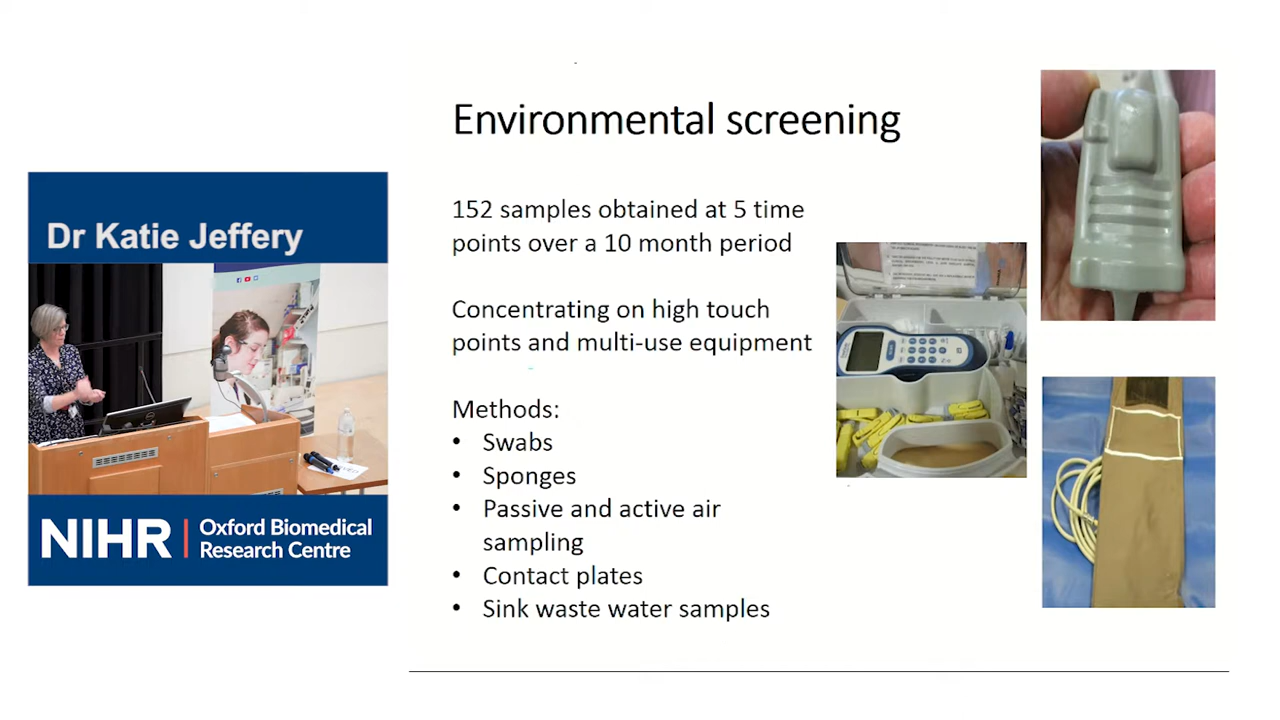 Environmental screening
152 samples obtained at 5 time
points over a 10 month period
Concentrating on high touch
points and multi-use equipment
Methods:
• Swabs
• Sponges
• Passive and active air
sampling
• Contact plates
• Sink waste water samples
Dr Katie Jeffery
NIHR | Oxford Biomedical
Research Centre